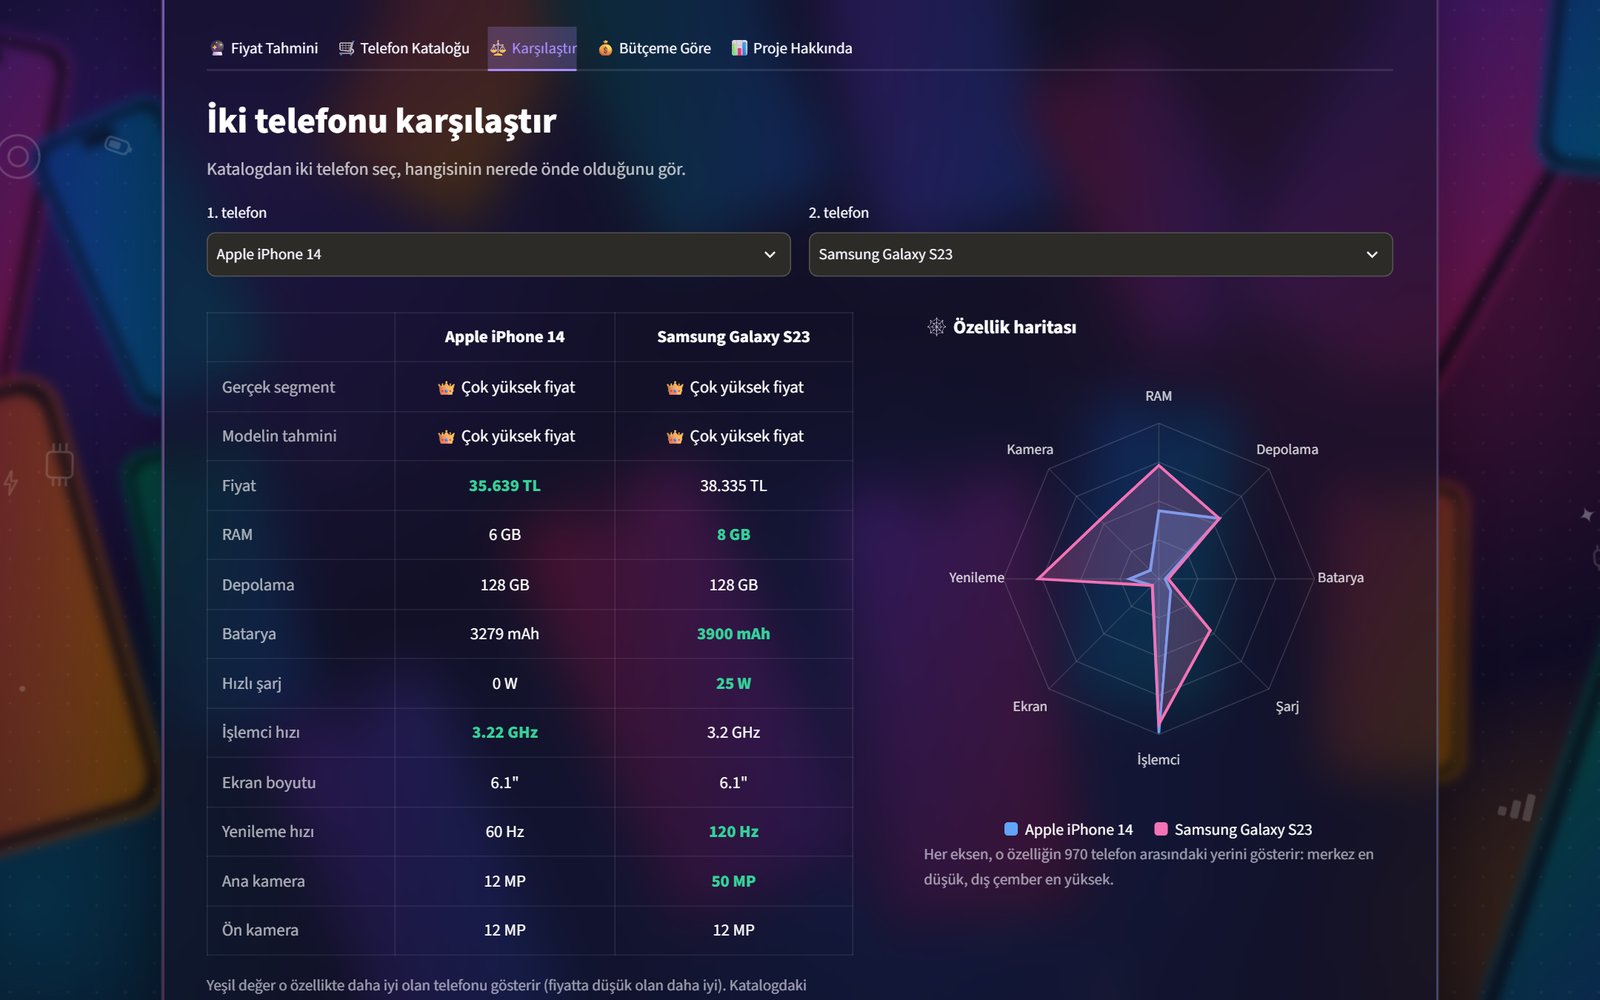 Fiyat Tahmini Telefon Kataloğu Karşılaştır Bütçeme Göre Proje Hakkında
İki telefonu karşılaştır
Katalogdan iki telefon seç, hangisinin nerede önde olduğunu gör.
1. telefon 2. telefon
Apple iPhone 14 Samsung Galaxy S23
Apple iPhone 14 Samsung Galaxy S23
Gerçek segment Çok yüksek fiyat Çok yüksek fiyat
Modelin tahmini Çok yüksek fiyat Çok yüksek fiyat
Fiyat 35.639 TL 38.335 TL
RAM 6 GB 8 GB
Depolama 128 GB 128 GB
Batarya 3279 mAh 3900 mAh
Hızlı şarj 0 W 25 W
İşlemci hızı 3.22 GHz 3.2 GHz
Ekran boyutu 6.1" 6.1"
Yenileme hızı 60 Hz 120 Hz
Ana kamera 12 MP 50 MP
Ön kamera 12 MP 12 MP
Yeşil değer o özellikte daha iyi olan telefonu gösterir (fiyatta düşük olan daha iyi). Katalogdaki
Özellik haritası
RAM
Kamera Depolama
Yenileme Batarya
Ekran Şarj
İşlemci
Apple iPhone 14 Samsung Galaxy S23
Her eksen, o özelliğin 970 telefon arasındaki yerini gösterir: merkez en
düşük, dış çember en yüksek.